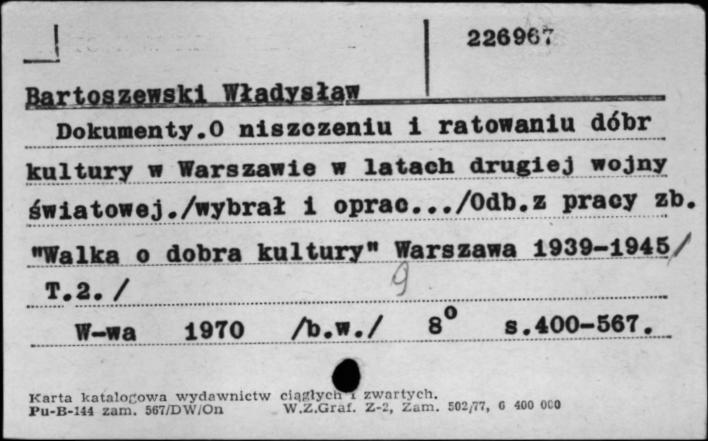 226967
Bartoszewski Władysław
Dokumenty.O niszczeniu i ratowaniu dóbr
kultury w Warszawie w latach drugiej wojny
światowej./wybrał i oprac.../Odb.z pracy zb.
"Walka o dobra kultury" Warszawa 1939-1945/
T.2./ 9
W-wa 1970 /b.w./ 8° s.400-567.
Karta katalogowa wydawnictw ciągłych i zwartych.
Pu-B-144 zam. 567/DW/On W.Z.Graf. Z-2, Zam. 502/77, 6 400 000